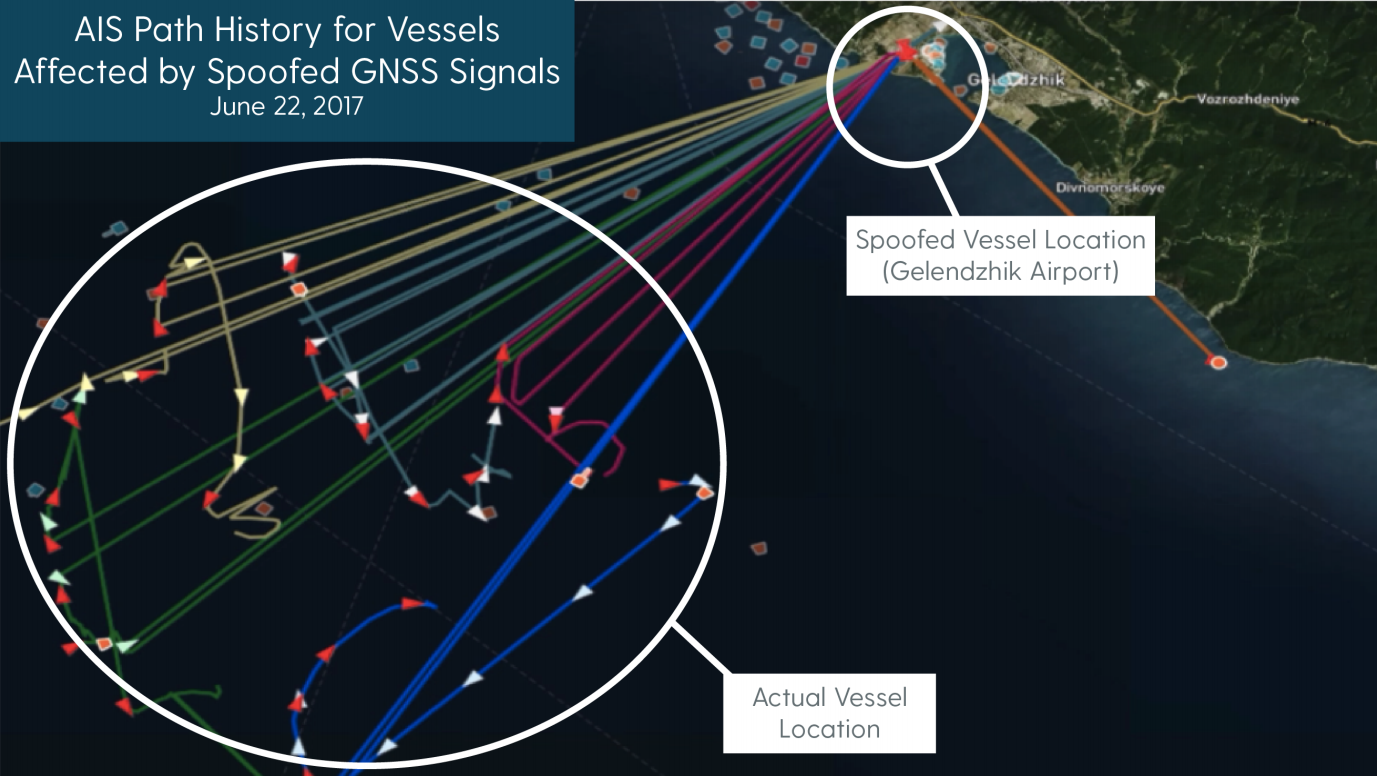 AIS Path History for Vessels
Affected by Spoofed GNSS Signals
June 22, 2017
Gelendzhik
Vozrozhdeniye
Divnomorskoye
Spoofed Vessel Location
(Gelendzhik Airport)
Actual Vessel
Location